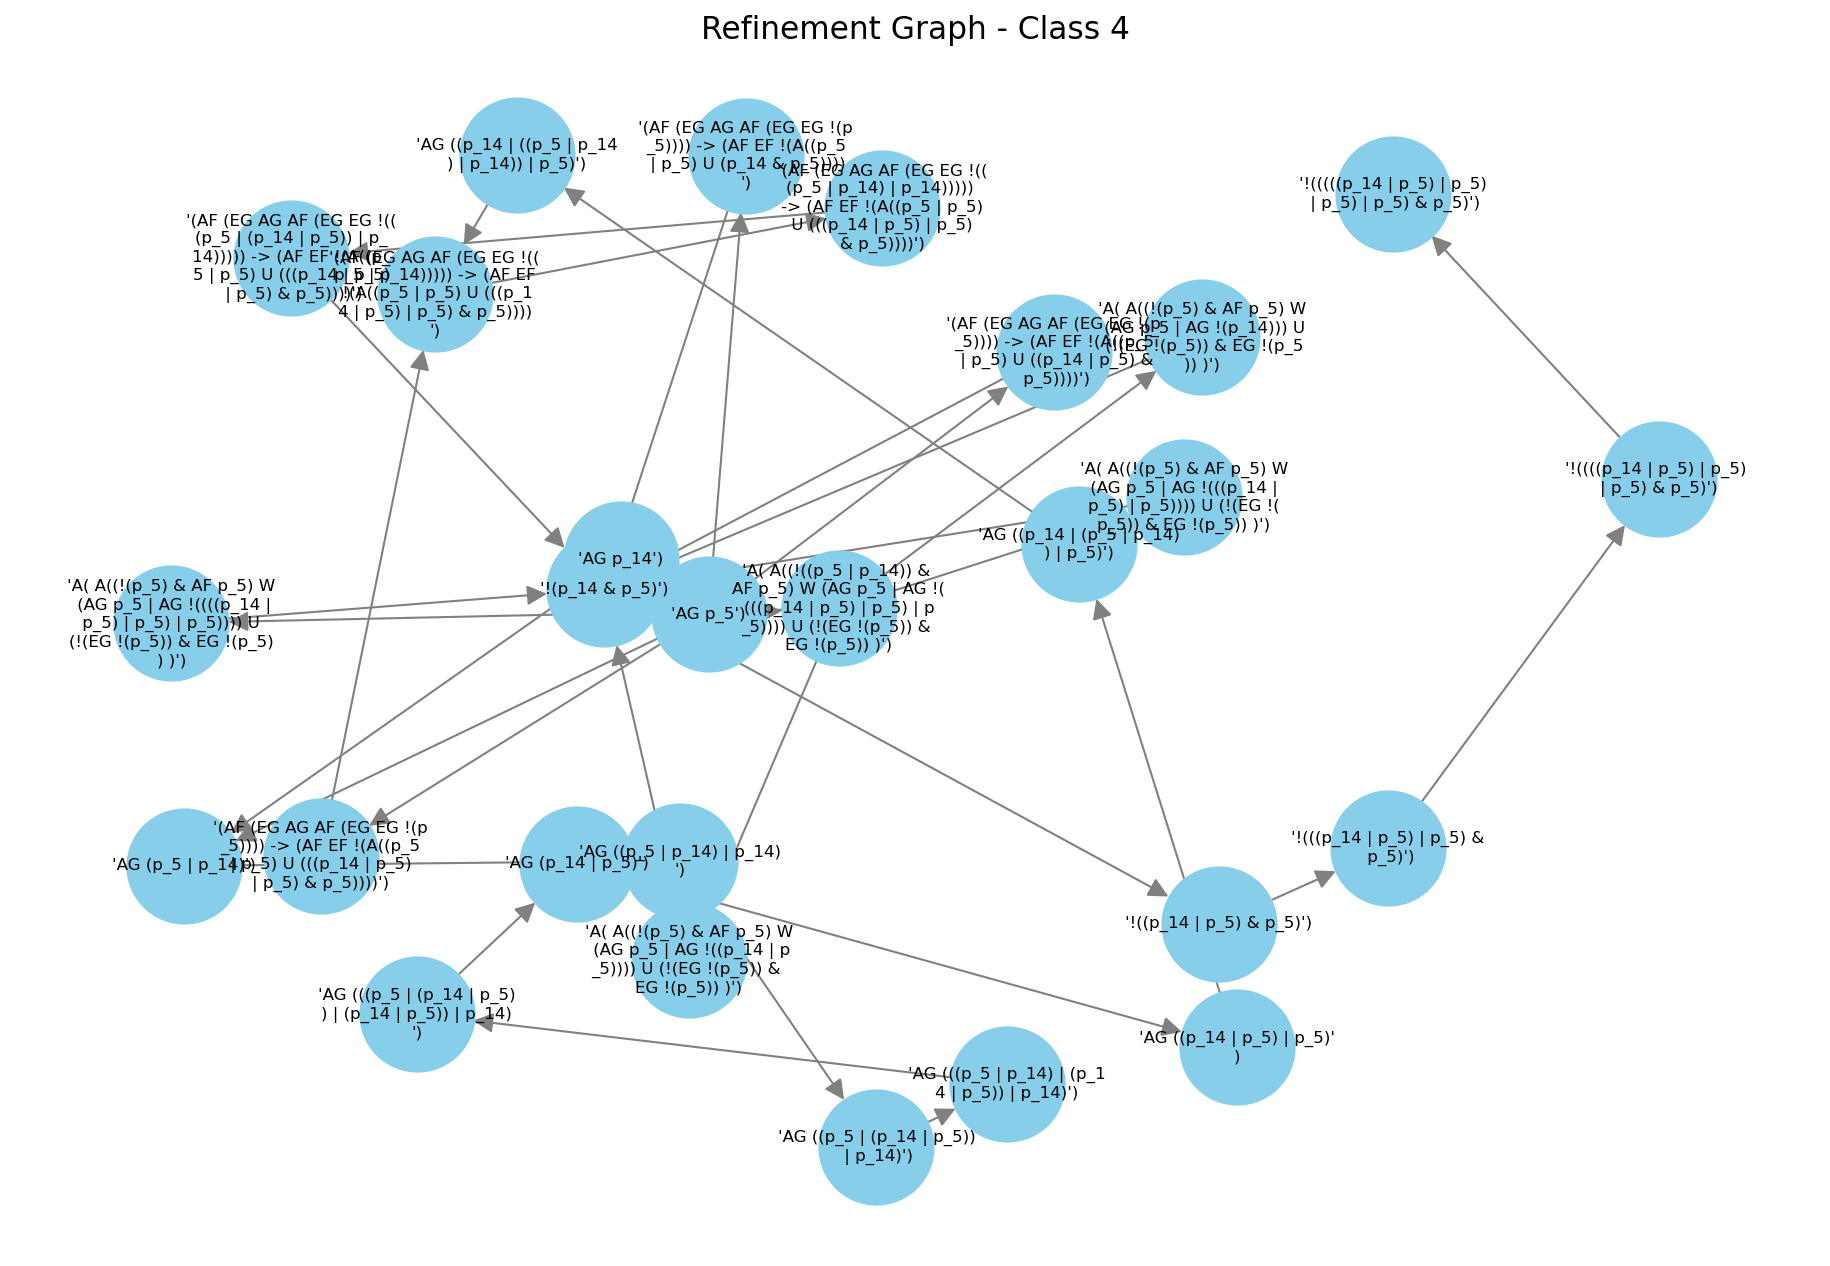 Refinement Graph - Class 4
'AG ((p_14 | ((p_5 | p_14
) | p_14)) | p_5)')
'(AF (EG AG AF (EG EG !(p
_5)))) -> (AF EF !(A((p_5
| p_5) U (p_14 & p_5))))
')
'(AF (EG AG AF (EG EG !((
(p_5 | p_14) | p_14)))))
-> (AF EF !(A((p_5 | p_5)
U (((p_14 | p_5) | p_5)
& p_5))))')
'!(((((p_14 | p_5) | p_5)
| p_5) | p_5) & p_5)')
'(AF (EG AG AF (EG EG !((
(p_5 | (p_14 | p_5)) | p_
14))))) -> (AF EF !(A((p_
5 | p_5) U (((p_14 | p_5)
| p_5) & p_5))))')
'(AF (EG AG AF (EG EG !((
p_5 | p_14))))) -> (AF EF
!(A((p_5 | p_5) U (((p_1
4 | p_5) | p_5) & p_5))))
')
'(AF (EG AG AF (EG EG !(p
_5)))) -> (AF EF !(A((p_5
| p_5) U ((p_14 | p_5) &
p_5))))')
'A( A((!(p_5) & AF p_5) W
(AG p_5 | AG !(p_14))) U
(!(EG !(p_5)) & EG !(p_5
)) )')
'A( A((!(p_5) & AF p_5) W
(AG p_5 | AG !(((p_14 |
p_5) | p_5)))) U (!(EG !(
p_5)) & EG !(p_5)) )')
'!((((p_14 | p_5) | p_5)
| p_5) & p_5)')
'AG ((p_14 | (p_5 | p_14)
) | p_5)')
'AG p_14')
'!(p_14 & p_5)')
'AG p_5')
'A( A((!((p_5 | p_14)) &
AF p_5) W (AG p_5 | AG !(
(((p_14 | p_5) | p_5) | p
_5)))) U (!(EG !(p_5)) &
EG !(p_5)) )')
'A( A((!(p_5) & AF p_5) W
(AG p_5 | AG !((((p_14 |
p_5) | p_5) | p_5)))) U
(!(EG !(p_5)) & EG !(p_5)
) )')
'AG (p_5 | p_14)')
'(AF (EG AG AF (EG EG !(p
_5)))) -> (AF EF !(A((p_5
| p_5) U (((p_14 | p_5)
| p_5) & p_5))))')
'AG (p_14 | p_5)')
'AG ((p_5 | p_14) | p_14)
')
'!(((p_14 | p_5) | p_5) &
p_5)')
'!((p_14 | p_5) & p_5)')
'A( A((!(p_5) & AF p_5) W
(AG p_5 | AG !((p_14 | p
_5)))) U (!(EG !(p_5)) &
EG !(p_5)) )')
'AG (((p_5 | (p_14 | p_5)
) | (p_14 | p_5)) | p_14)
')
'AG ((p_14 | p_5) | p_5)'
)
'AG (((p_5 | p_14) | (p_1
4 | p_5)) | p_14)')
'AG ((p_5 | (p_14 | p_5))
| p_14)')